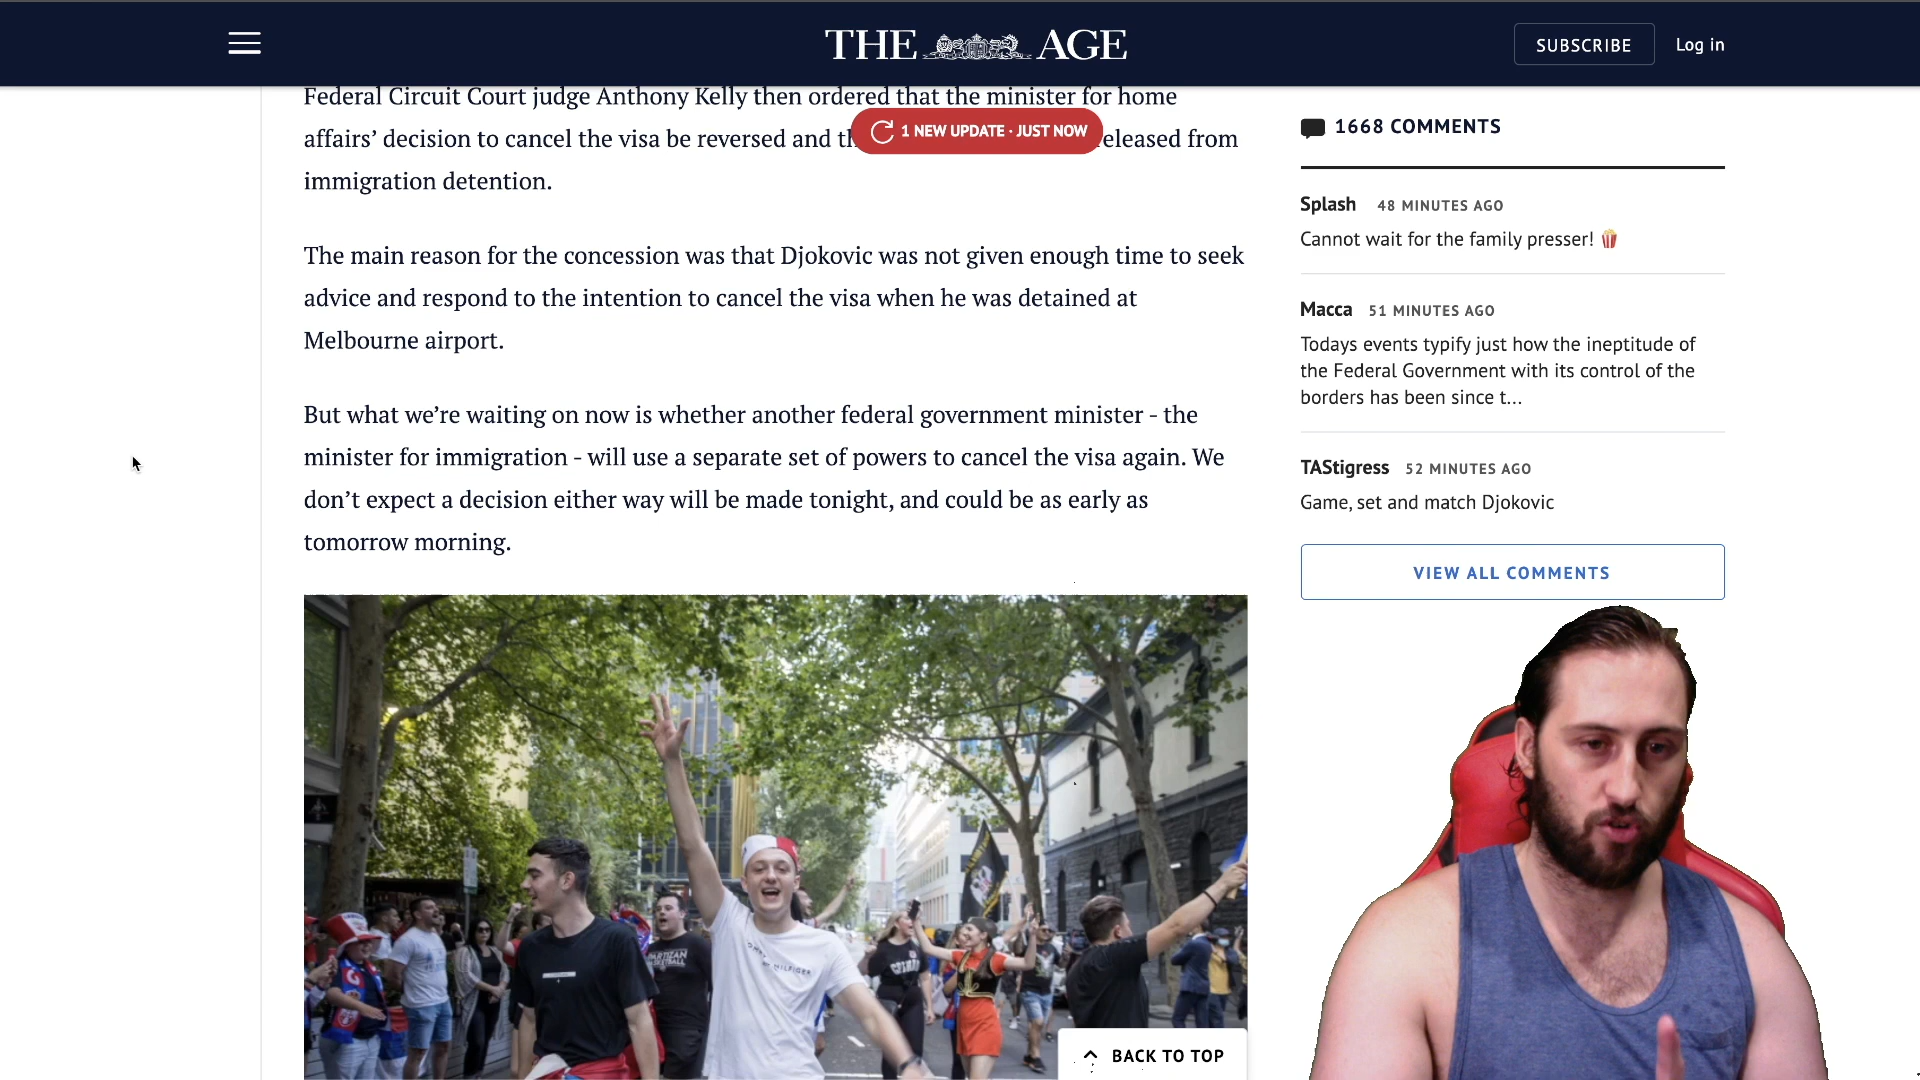 THE AGE
SUBSCRIBE
Log in
Federal Circuit Court judge Anthony Kelly then ordered that the minister for home
affairs’ decision to cancel the visa be reversed and
eleased from
immigration detention.
1 NEW UPDATE · JUST NOW
The main reason for the concession was that Djokovic was not given enough time to seek
advice and respond to the intention to cancel the visa when he was detained at
Melbourne airport.
But what we’re waiting on now is whether another federal government minister - the
minister for immigration - will use a separate set of powers to cancel the visa again. We
don’t expect a decision either way will be made tonight, and could be as early as
tomorrow morning.
PARTIZAN
BASKETBALL
HILFIGER
BACK TO TOP
1668 COMMENTS
Splash 48 MINUTES AGO
Cannot wait for the family presser! 🍿
Macca 51 MINUTES AGO
Todays events typify just how the ineptitude of
the Federal Government with its control of the
borders has been since t...
TAStigress 52 MINUTES AGO
Game, set and match Djokovic
VIEW ALL COMMENTS